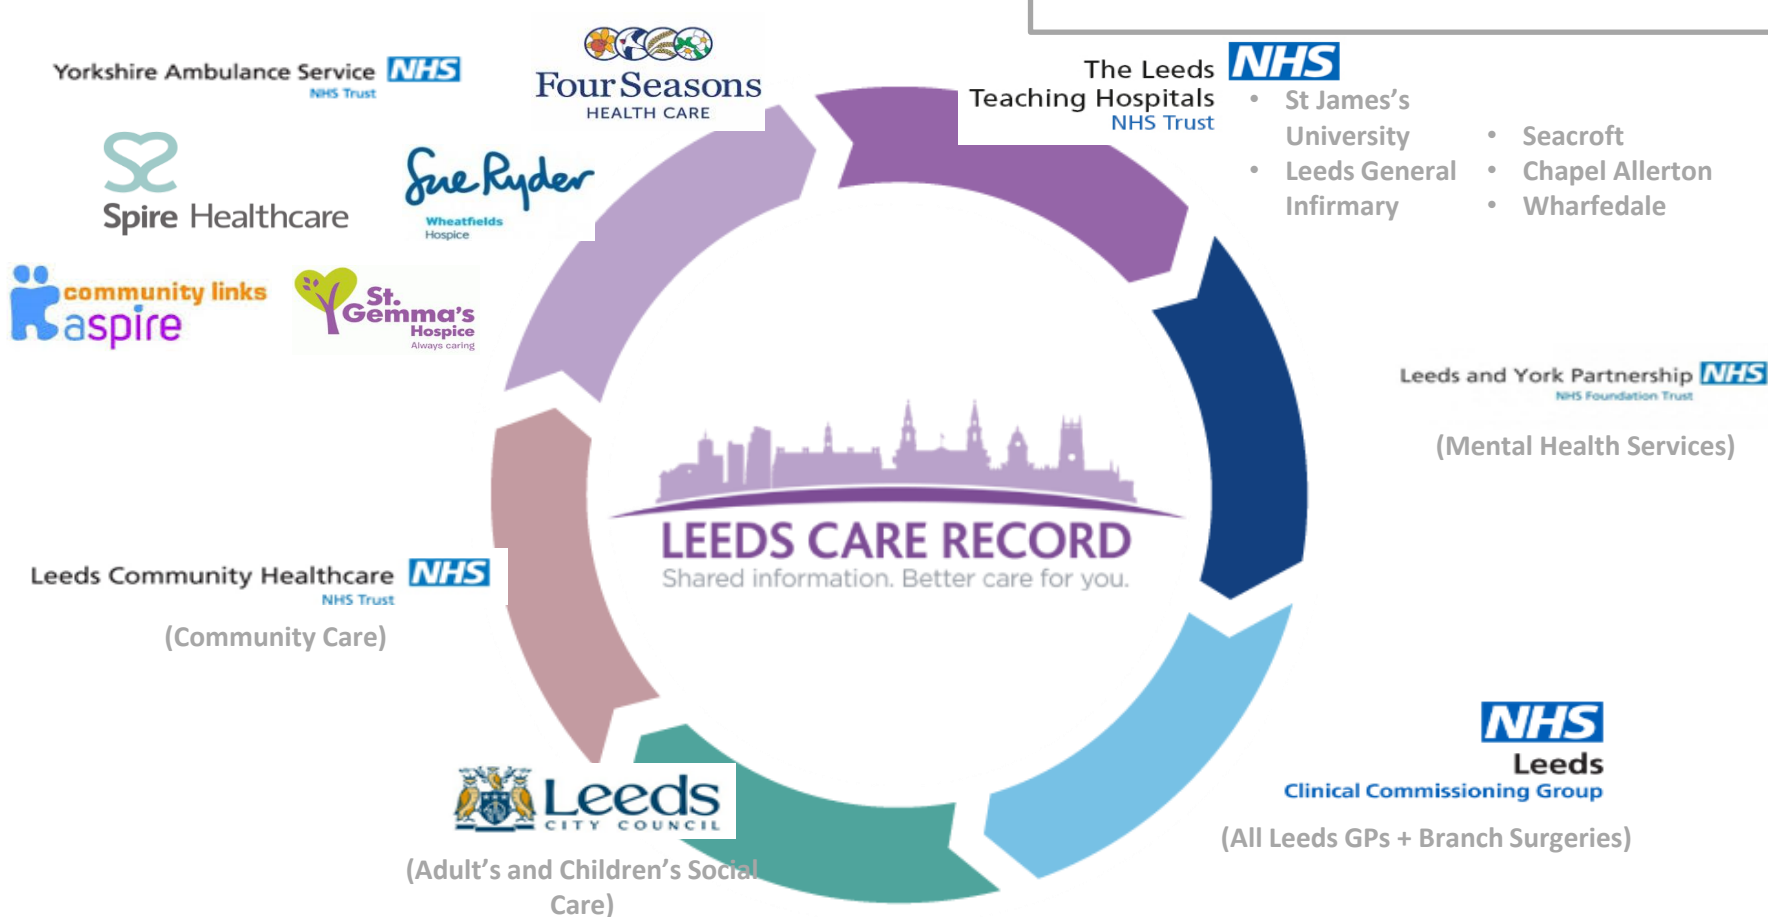 Yorkshire Ambulance Service NHS
NHS Trust
Four Seasons
HEALTH CARE
The Leeds NHS
Teaching Hospitals
NHS Trust
• St James’s
University
• Leeds General
Infirmary
• Seacroft
• Chapel Allerton
• Wharfedale
Spire Healthcare
Sue Ryder
Wheatfields
Hospice
community links
aspire
St.
Gemma's
Hospice
Always caring
Leeds and York Partnership NHS
NHS Foundation Trust
(Mental Health Services)
LEEDS CARE RECORD
Shared information. Better care for you.
Leeds Community Healthcare NHS
NHS Trust
(Community Care)
NHS
Leeds
Clinical Commissioning Group
(All Leeds GPs + Branch Surgeries)
Leeds
CITY COUNCIL
(Adult’s and Children’s Social
Care)